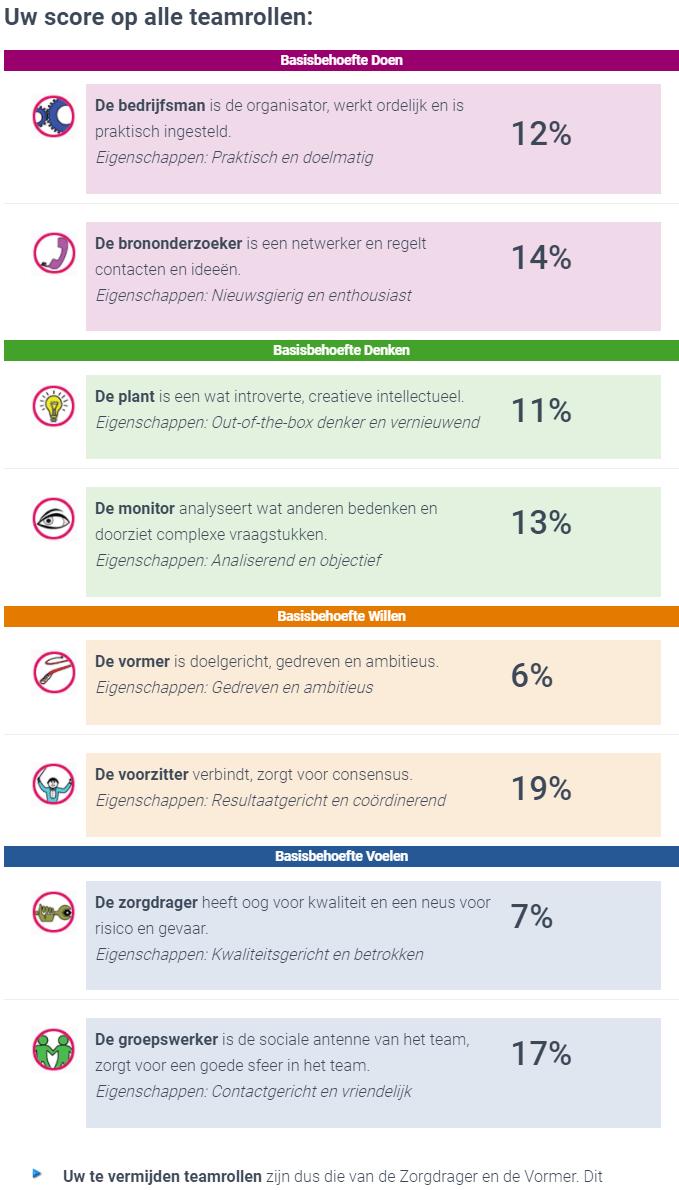 Uw score op alle teamrollen:
Basisbehoefte Doen
De bedrijfsman is de organisator, werkt ordelijk en is
praktisch ingesteld.
Eigenschappen: Praktisch en doelmatig
12%
De brononderzoeker is een netwerker en regelt
contacten en ideeën.
Eigenschappen: Nieuwsgierig en enthousiast
14%
Basisbehoefte Denken
De plant is een wat introverte, creatieve intellectueel.
Eigenschappen: Out-of-the-box denker en vernieuwend
11%
De monitor analyseert wat anderen bedenken en
doorziet complexe vraagstukken.
Eigenschappen: Analiserend en objectief
13%
Basisbehoefte Willen
De vormer is doelgericht, gedreven en ambitieus.
Eigenschappen: Gedreven en ambitieus
6%
De voorzitter verbindt, zorgt voor consensus.
Eigenschappen: Resultaatgericht en coördinerend
19%
Basisbehoefte Voelen
De zorgdrager heeft oog voor kwaliteit en een neus voor
risico en gevaar.
Eigenschappen: Kwaliteitsgericht en betrokken
7%
De groepswerker is de sociale antenne van het team,
zorgt voor een goede sfeer in het team.
Eigenschappen: Contactgericht en vriendelijk
17%
Uw te vermijden teamrollen zijn dus die van de Zorgdrager en de Vormer. Dit